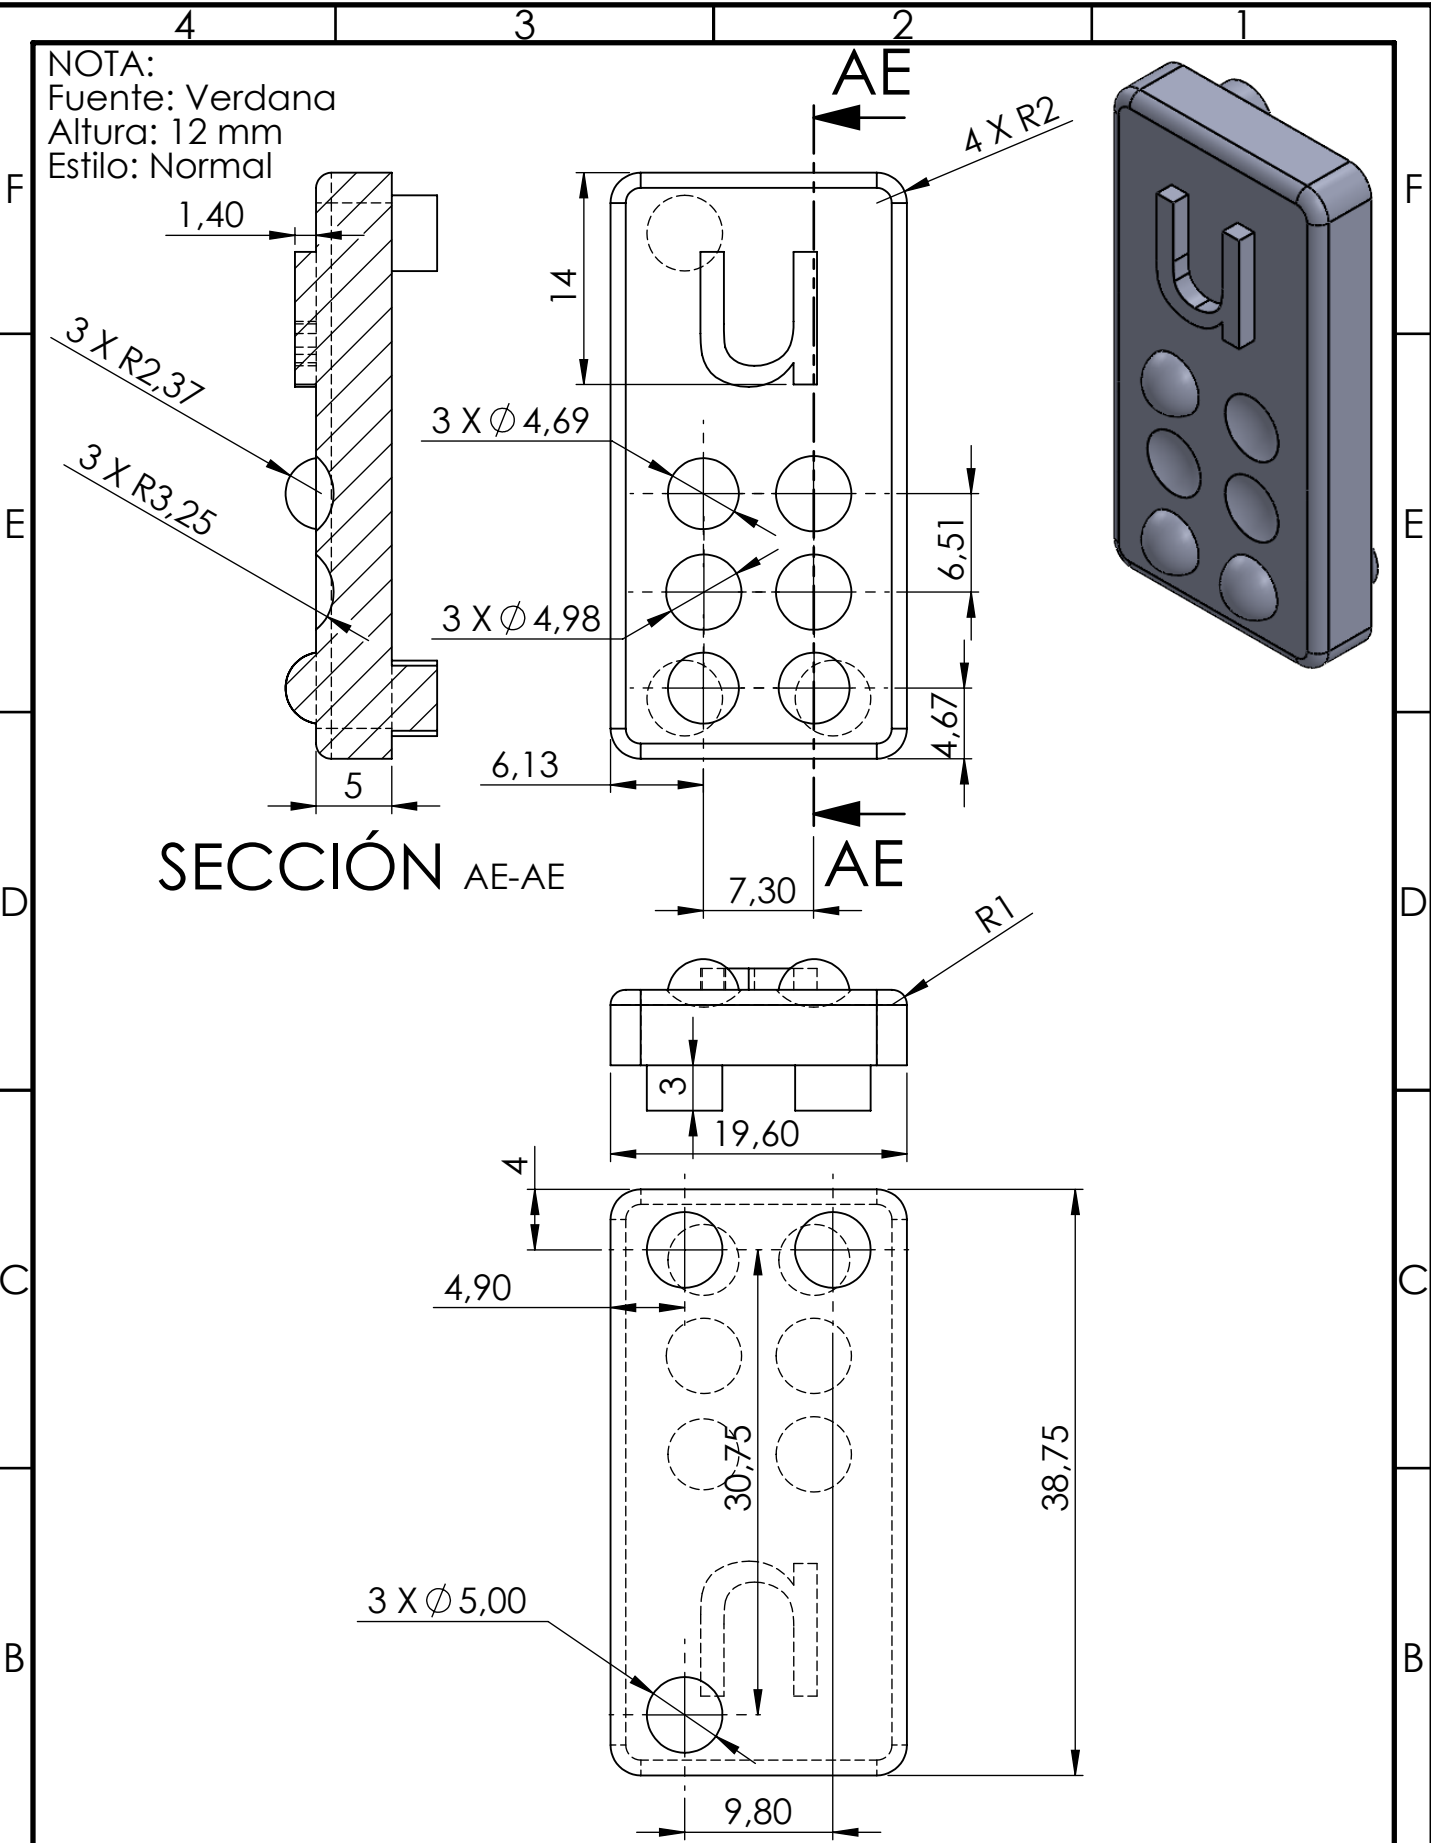 4 3 2 1
NOTA:
Fuente: Verdana
Altura: 12 mm
Estilo: Normal
AE
4 X R2
F F
1,40
14
u
3 X R2,37
3 X ∅ 4,69
3 X R3,25
E E
6,51
3 X ∅ 4,98
4,67
6,13
5
SECCIÓN AE-AE
AE
7,30
D D
R1
3
19,60
4
C C
4,90
30,75
38,75
3 X ∅ 5,00
B B
9,80